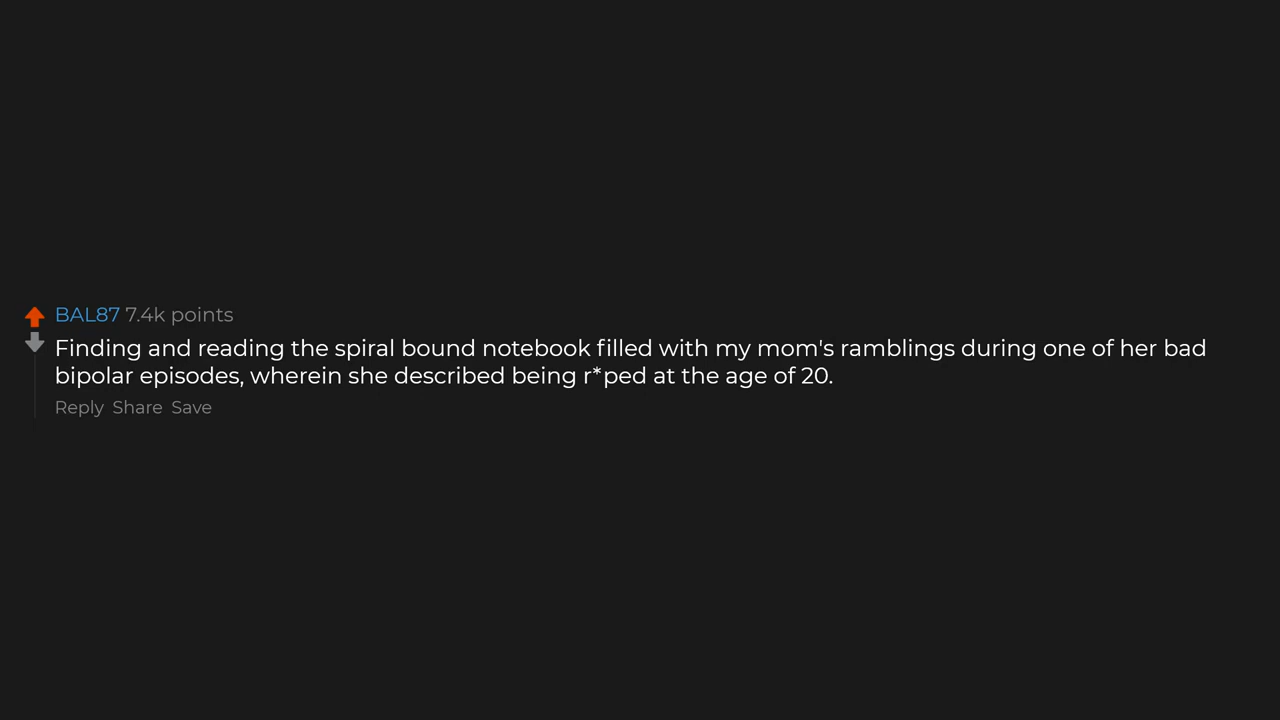 BAL87 7.4k points
Finding and reading the spiral bound notebook filled with my mom's ramblings during one of her bad
bipolar episodes, wherein she described being r*ped at the age of 20.
Reply Share Save